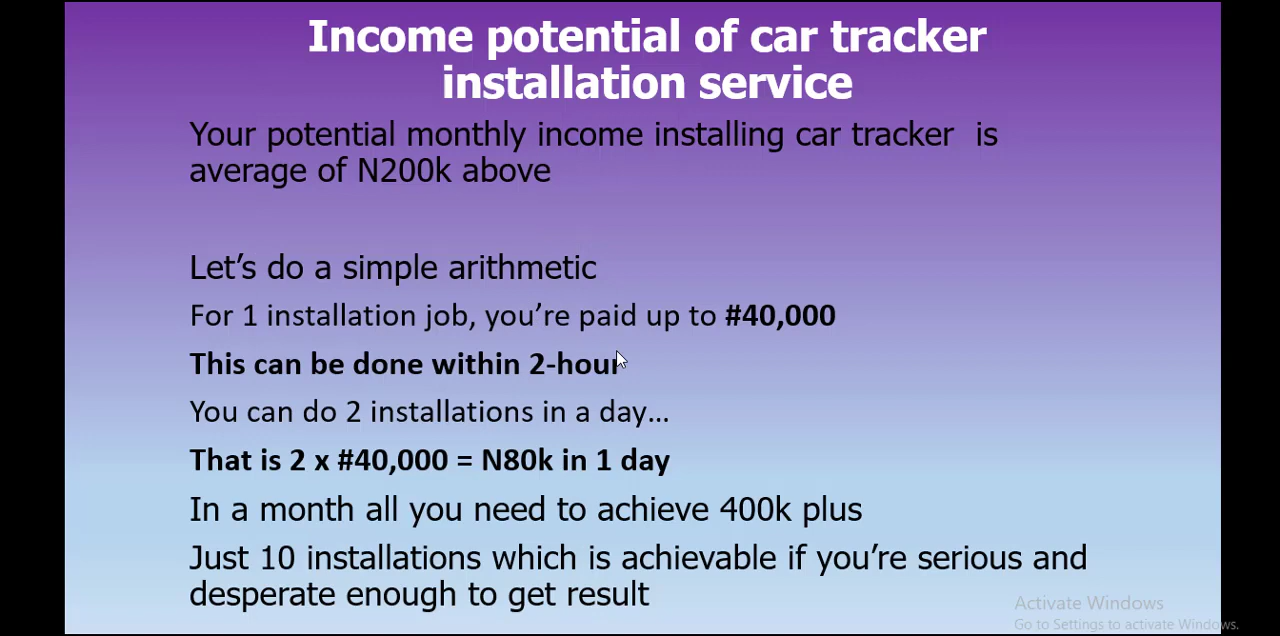 Income potential of car tracker
installation service
Your potential monthly income installing car tracker  is
average of N200k above
Let's do a simple arithmetic
For 1 installation job, you're paid up to #40,000
This can be done within 2-hour
You can do 2 installations in a day...
That is 2 x #40,000 = N80k in 1 day
In a month all you need to achieve 400k plus
Just 10 installations which is achievable if you're serious and
desperate enough to get result
Activate Windows
Go to Settings to activate Windows.